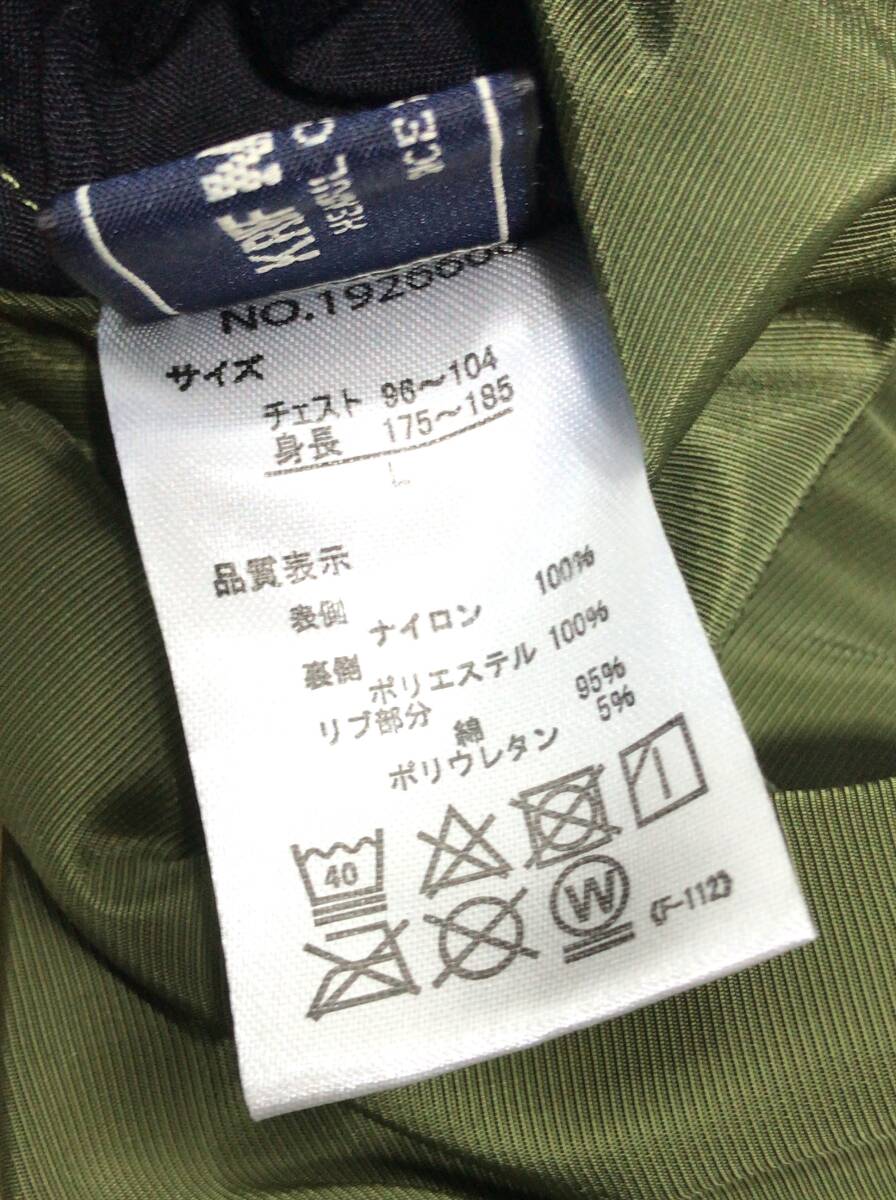 KAF
NO.1926606
サイズ
チェスト 96〜104
身長 175〜185
L
品質表示
表側
ナイロン 100%
裏側
ポリエステル 100%
リブ部分
綿 95%
ポリウレタン 5%
40
W
(F-112)